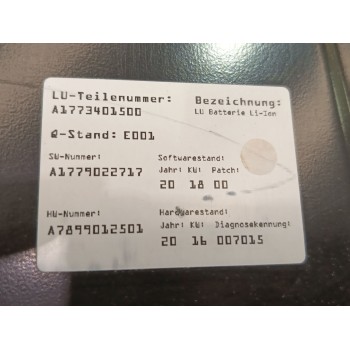 LU-Teilenummer: Bezeichnung:
A1773401500 LU Batterie Li-Ion
Q-Stand: E001
SW-Nummer: Softwarestand:
A1779022717 Jahr: KW: Patch:
20 18 00
HW-Nummer: Hardwarestand:
A7899012501 Jahr: KW: Diagnosekennung:
20 16 007015